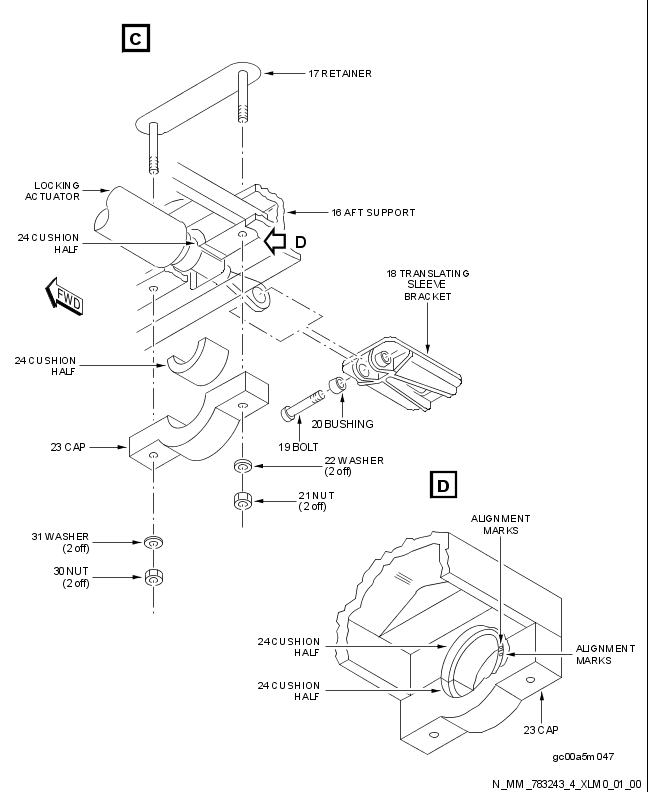 C
17 RETAINER
LOCKING
ACTUATOR
16 AFT SUPPORT
24 CUSHION
HALF
D
18 TRANSLATING
SLEEVE
BRACKET
FWD
24 CUSHION
HALF
20 BUSHING
19 BOLT
23 CAP
22 WASHER
(2 off)
21 NUT
(2 off)
31 WASHER
(2 off)
30 NUT
(2 off)
D
ALIGNMENT
MARKS
24 CUSHION
HALF
ALIGNMENT
MARKS
24 CUSHION
HALF
23 CAP
gc00a5m047
N_MM_783243_4_XLM0_01_00